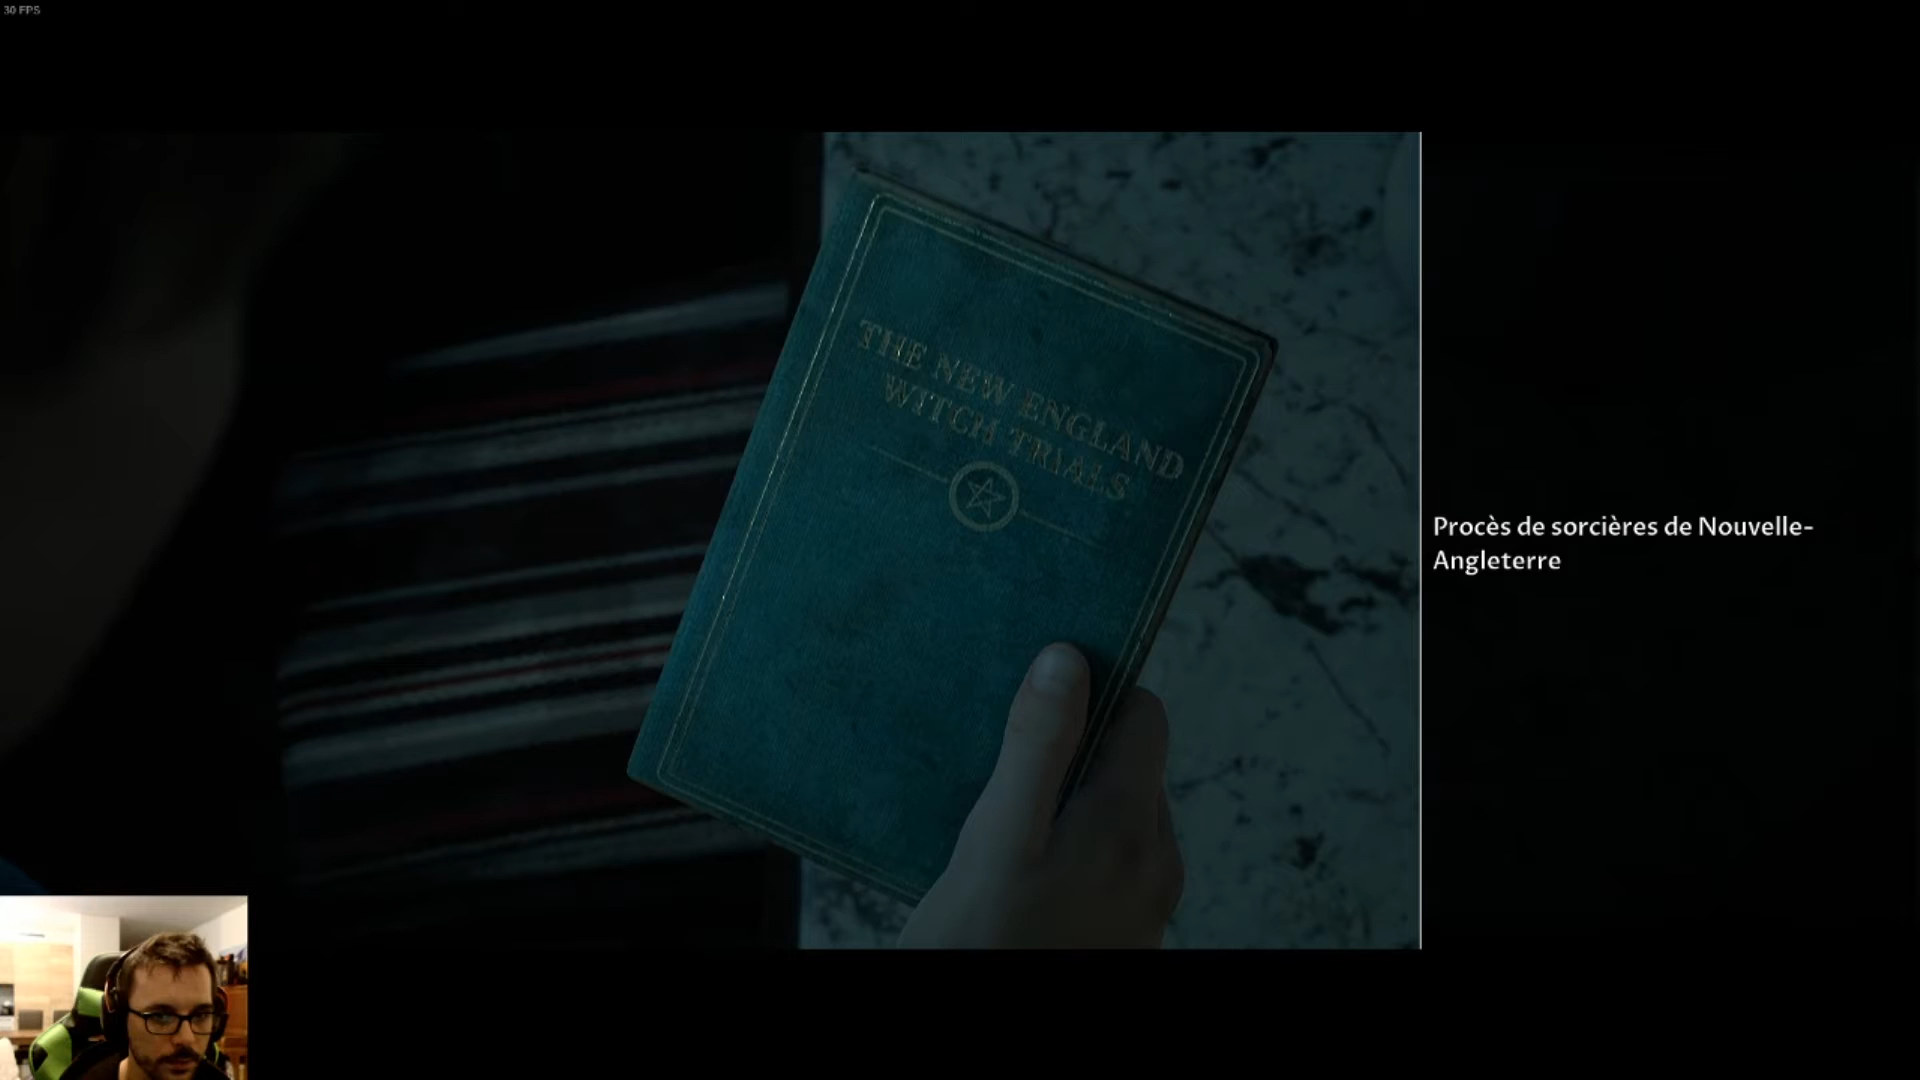 30 FPS
THE NEW ENGLAND
WITCH TRIALS
Procès de sorcières de Nouvelle-
Angleterre